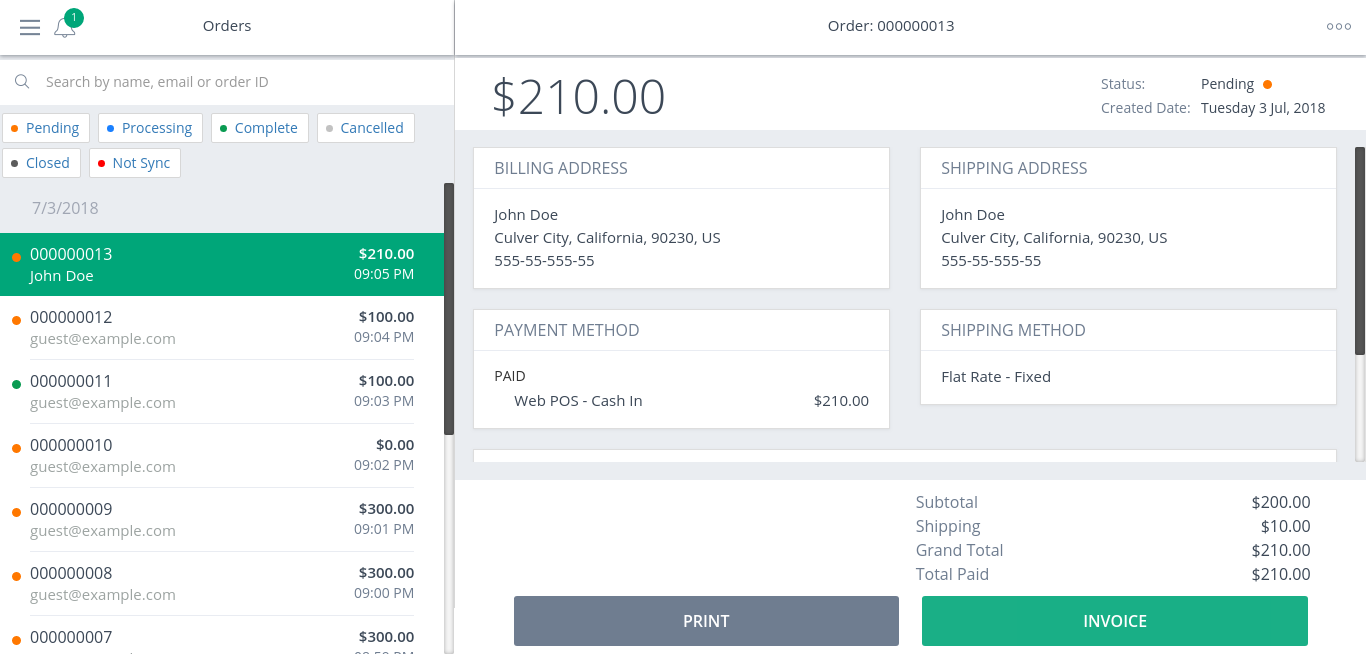 1
Orders
Search by name, email or order ID
Pending Processing Complete Cancelled
Closed Not Sync
7/3/2018
000000013 $210.00
John Doe 09:05 PM
000000012 $100.00
guest@example.com 09:04 PM
000000011 $100.00
guest@example.com 09:03 PM
000000010 $0.00
guest@example.com 09:02 PM
000000009 $300.00
guest@example.com 09:01 PM
000000008 $300.00
guest@example.com 09:00 PM
000000007 $300.00
Order: 000000013
$210.00
Status: Pending
Created Date: Tuesday 3 Jul, 2018
BILLING ADDRESS
John Doe
Culver City, California, 90230, US
555-55-555-55
SHIPPING ADDRESS
John Doe
Culver City, California, 90230, US
555-55-555-55
PAYMENT METHOD
PAID
Web POS - Cash In $210.00
SHIPPING METHOD
Flat Rate - Fixed
Subtotal $200.00
Shipping $10.00
Grand Total $210.00
Total Paid $210.00
PRINT
INVOICE